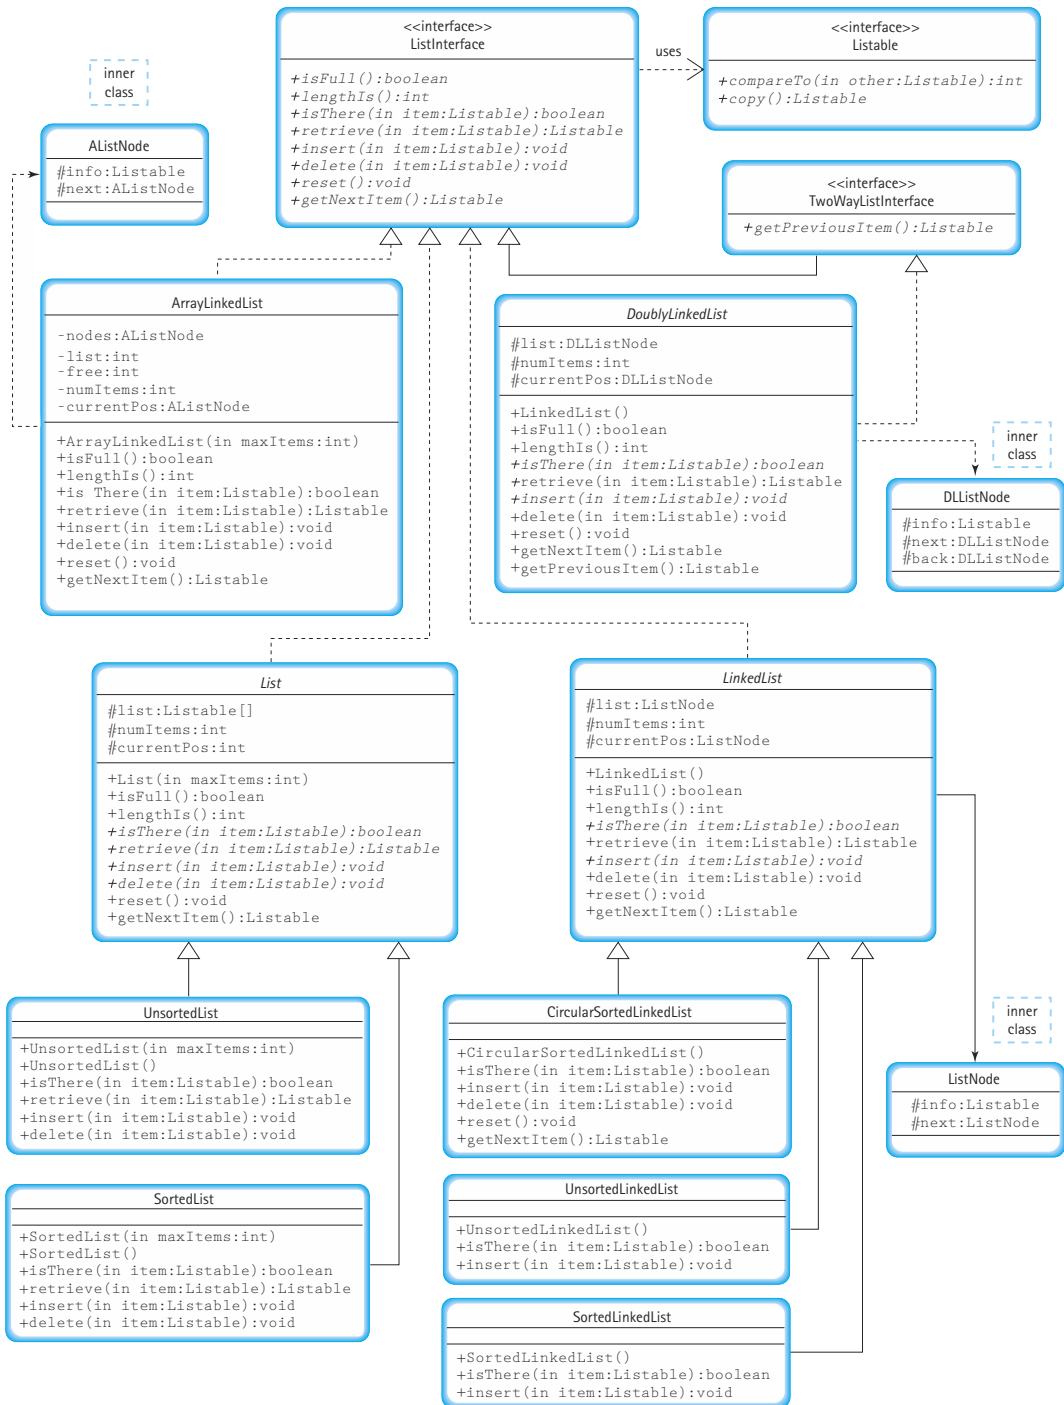 <<interface>>
ListInterface
+isFull():boolean
+lengthIs():int
+isThere(in item:Listable):boolean
+retrieve(in item:Listable):Listable
+insert(in item:Listable):void
+delete(in item:Listable):void
+reset():void
+getNextItem():Listable
uses
<<interface>>
Listable
+compareTo(in other:Listable):int
+copy():Listable
inner
class
AListNode
#info:Listable
#next:AListNode
<<interface>>
TwoWayListInterface
+getPreviousItem():Listable
ArrayLinkedList
-nodes:AListNode
-list:int
-free:int
-numItems:int
-currentPos:AListNode
+ArrayLinkedList(in maxItems:int)
+isFull():boolean
+lengthIs():int
+is There(in item:Listable):boolean
+retrieve(in item:Listable):Listable
+insert(in item:Listable):void
+delete(in item:Listable):void
+reset():void
+getNextItem():Listable
DoublyLinkedList
#list:DLListNode
#numItems:int
#currentPos:DLListNode
+LinkedList()
+isFull():boolean
+lengthIs():int
+isThere(in item:Listable):boolean
+retrieve(in item:Listable):Listable
+insert(in item:Listable):void
+delete(in item:Listable):void
+reset():void
+getNextItem():Listable
+getPreviousItem():Listable
inner
class
DLListNode
#info:Listable
#next:DLListNode
#back:DLListNode
List
#list:Listable[]
#numItems:int
#currentPos:int
+List(in maxItems:int)
+isFull():boolean
+lengthIs():int
+isThere(in item:Listable):boolean
+retrieve(in item:Listable):Listable
+insert(in item:Listable):void
+delete(in item:Listable):void
+reset():void
+getNextItem():Listable
LinkedList
#list:ListNode
#numItems:int
#currentPos:ListNode
+LinkedList()
+isFull():boolean
+lengthIs():int
+isThere(in item:Listable):boolean
+retrieve(in item:Listable):Listable
+insert(in item:Listable):void
+delete(in item:Listable):void
+reset():void
+getNextItem():Listable
UnsortedList
+UnsortedList(in maxItems:int)
+UnsortedList()
+isThere(in item:Listable):boolean
+retrieve(in item:Listable):Listable
+insert(in item:Listable):void
+delete(in item:Listable):void
CircularSortedLinkedList
+CircularSortedLinkedList()
+isThere(in item:Listable):boolean
+insert(in item:Listable):void
+delete(in item:Listable):void
+reset():void
+getNextItem():Listable
inner
class
ListNode
#info:Listable
#next:ListNode
SortedList
+SortedList(in maxItems:int)
+SortedList()
+isThere(in item:Listable):boolean
+retrieve(in item:Listable):Listable
+insert(in item:Listable):void
+delete(in item:Listable):void
UnsortedLinkedList
+UnsortedLinkedList()
+isThere(in item:Listable):boolean
+insert(in item:Listable):void
SortedLinkedList
+SortedLinkedList()
+isThere(in item:Listable):boolean
+insert(in item:Listable):void